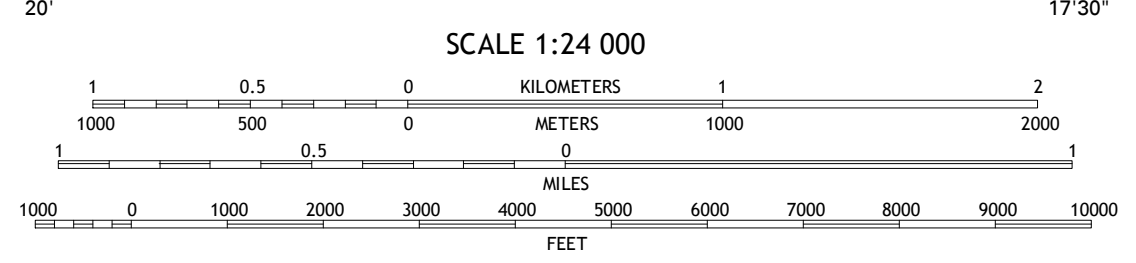 20' 17'30"
SCALE 1:24 000
1 0.5 0 KILOMETERS 1 2
1000 500 0 METERS 1000 2000
1 0.5 0 1
MILES
1000 0 1000 2000 3000 4000 5000 6000 7000 8000 9000 10000
FEET